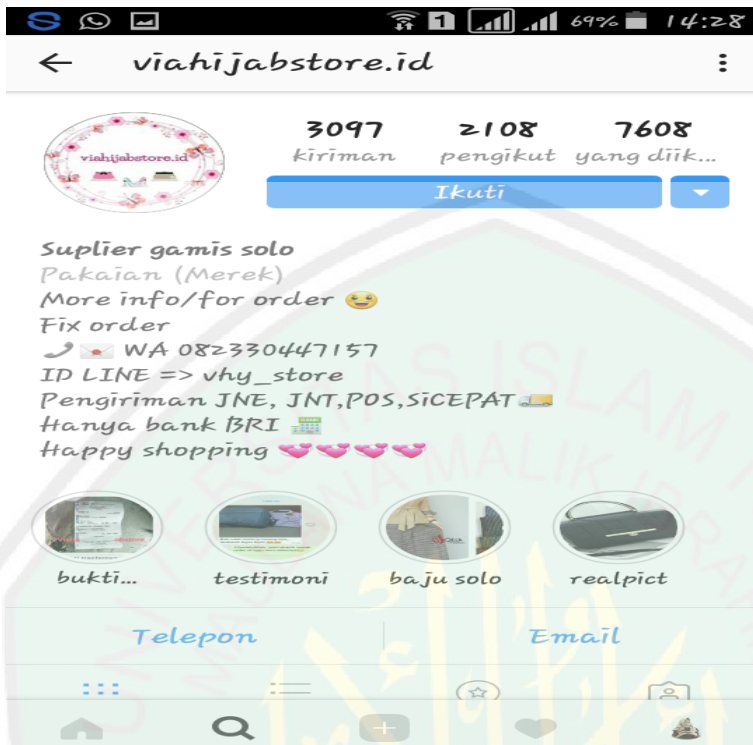 1 69% 14:28
viahijabstore.id
viahijabstore.id
3097 2108 7608
kiriman pengikut yang diik...
Ikuti
Suplier gamis solo
Pakaian (Merek)
More info/for order
Fix order
WA 082330447157
ID LINE => vhy_store
Pengiriman JNE, JNT,POS,SiCEPAT
Hanya bank BRI
Happy shopping
bukti... testimoni baju solo realpict
Telepon Email